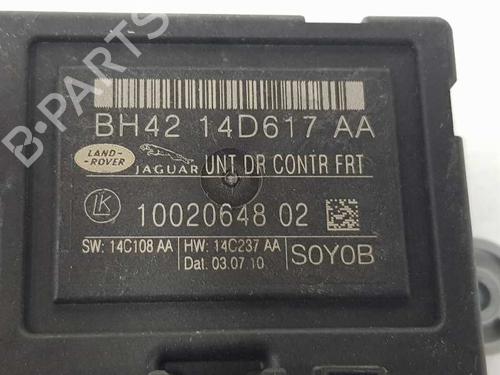 B-PARTS
BH42 14D617 AA
LAND-ROVER
JAGUAR UNT DR CONTR FRT
LK 10020648 02
SW: 14C108 AA HW: 14C237 AA
Dat. 03.07.10
SOYOB